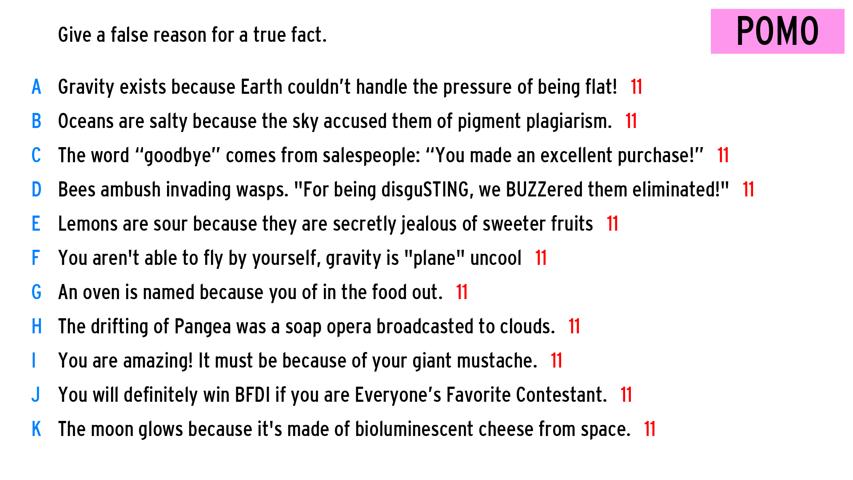 Give a false reason for a true fact.
POMO
A Gravity exists because Earth couldn’t handle the pressure of being flat! 11
B Oceans are salty because the sky accused them of pigment plagiarism. 11
C The word “goodbye” comes from salespeople: “You made an excellent purchase!” 11
D Bees ambush invading wasps. "For being disguSTING, we BUZZered them eliminated!" 11
E Lemons are sour because they are secretly jealous of sweeter fruits 11
F You aren't able to fly by yourself, gravity is "plane" uncool 11
G An oven is named because you of in the food out. 11
H The drifting of Pangea was a soap opera broadcasted to clouds. 11
I You are amazing! It must be because of your giant mustache. 11
J You will definitely win BFDI if you are Everyone’s Favorite Contestant. 11
K The moon glows because it's made of bioluminescent cheese from space. 11